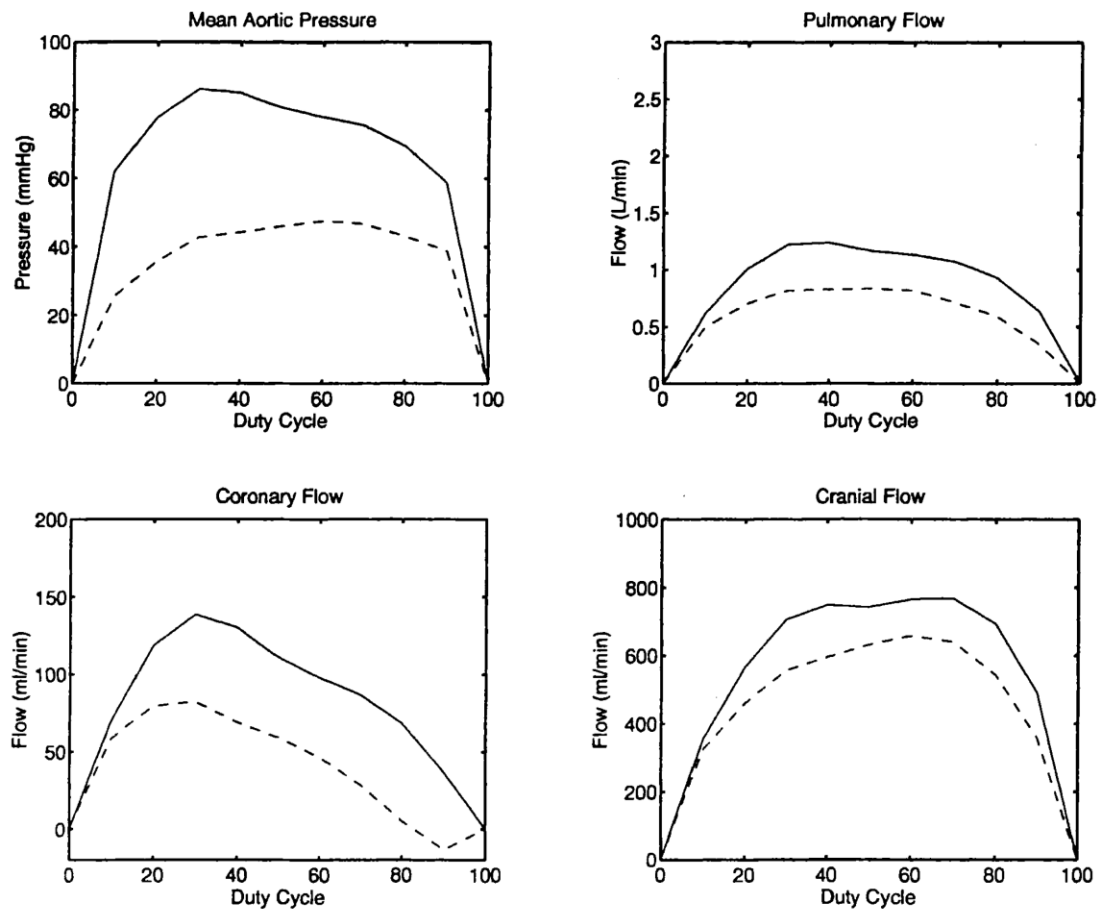 Mean Aortic Pressure
100
80
60
40
20
0
Pressure (mmHg)
0 20 40 60 80 100
Duty Cycle
Pulmonary Flow
3
2.5
2
1.5
1
0.5
0
Flow (L/min)
0 20 40 60 80 100
Duty Cycle
Coronary Flow
200
150
100
50
0
Flow (ml/min)
0 20 40 60 80 100
Duty Cycle
Cranial Flow
1000
800
600
400
200
0
Flow (ml/min)
0 20 40 60 80 100
Duty Cycle